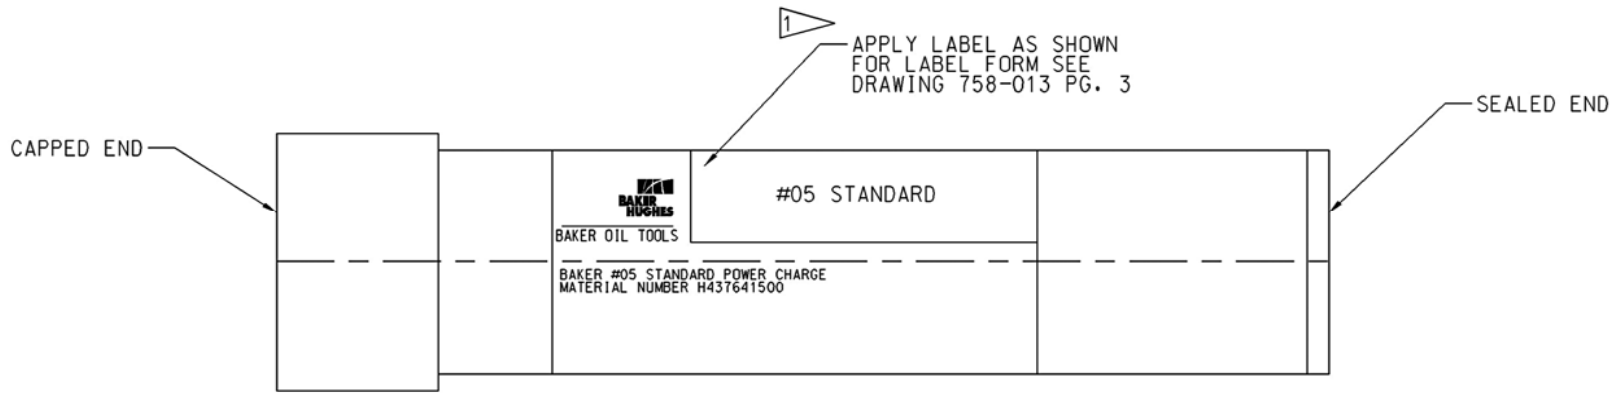 1
APPLY LABEL AS SHOWN
FOR LABEL FORM SEE
DRAWING 758-013 PG. 3
SEALED END
CAPPED END
#05 STANDARD
BAKER
HUGHES
BAKER OIL TOOLS
BAKER #05 STANDARD POWER CHARGE
MATERIAL NUMBER H437641500